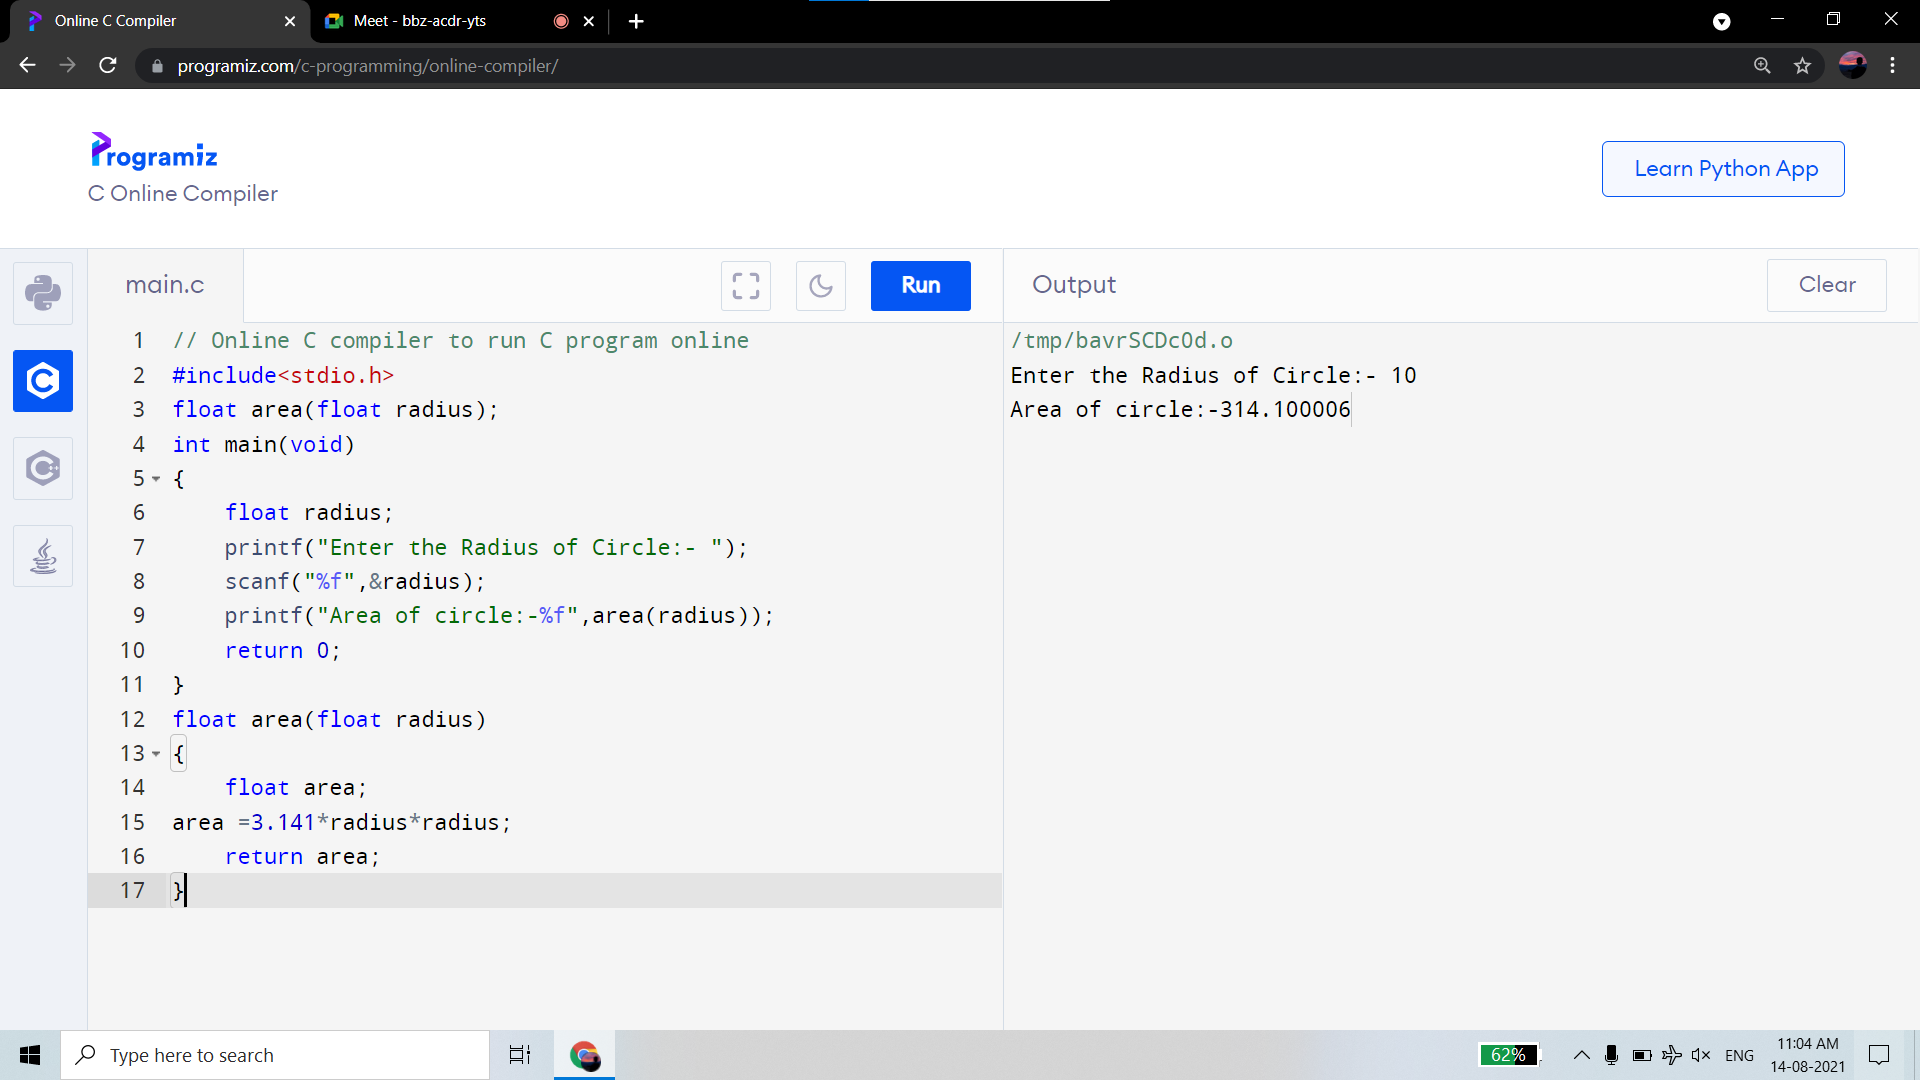 Online C Compiler
Meet - bbz-acdr-yts
programiz.com/c-programming/online-compiler/
Programiz
C Online Compiler
Learn Python App
main.c
Run
Output
Clear
1 // Online C compiler to run C program online
2 #include<stdio.h>
3 float area(float radius);
4 int main(void)
5 {
6 float radius;
7 printf("Enter the Radius of Circle:- ");
8 scanf("%f",&radius);
9 printf("Area of circle:-%f",area(radius));
10 return 0;
11 }
12 float area(float radius)
13 {
14 float area;
15 area =3.141*radius*radius;
16 return area;
17 }
/tmp/bavrSCDc0d.o
Enter the Radius of Circle:- 10
Area of circle:-314.100006
Type here to search
62%
ENG
11:04 AM
14-08-2021